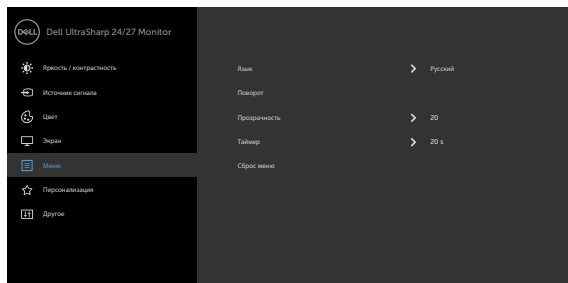 DELL Dell UltraSharp 24/27 Monitor
Яркость / контрастность
Источник сигнала
Цвет
Экран
Меню
Персонализация
Другое
Язык Русский
Поворот
Прозрачность 20
Таймер 20 s
Сброс меню